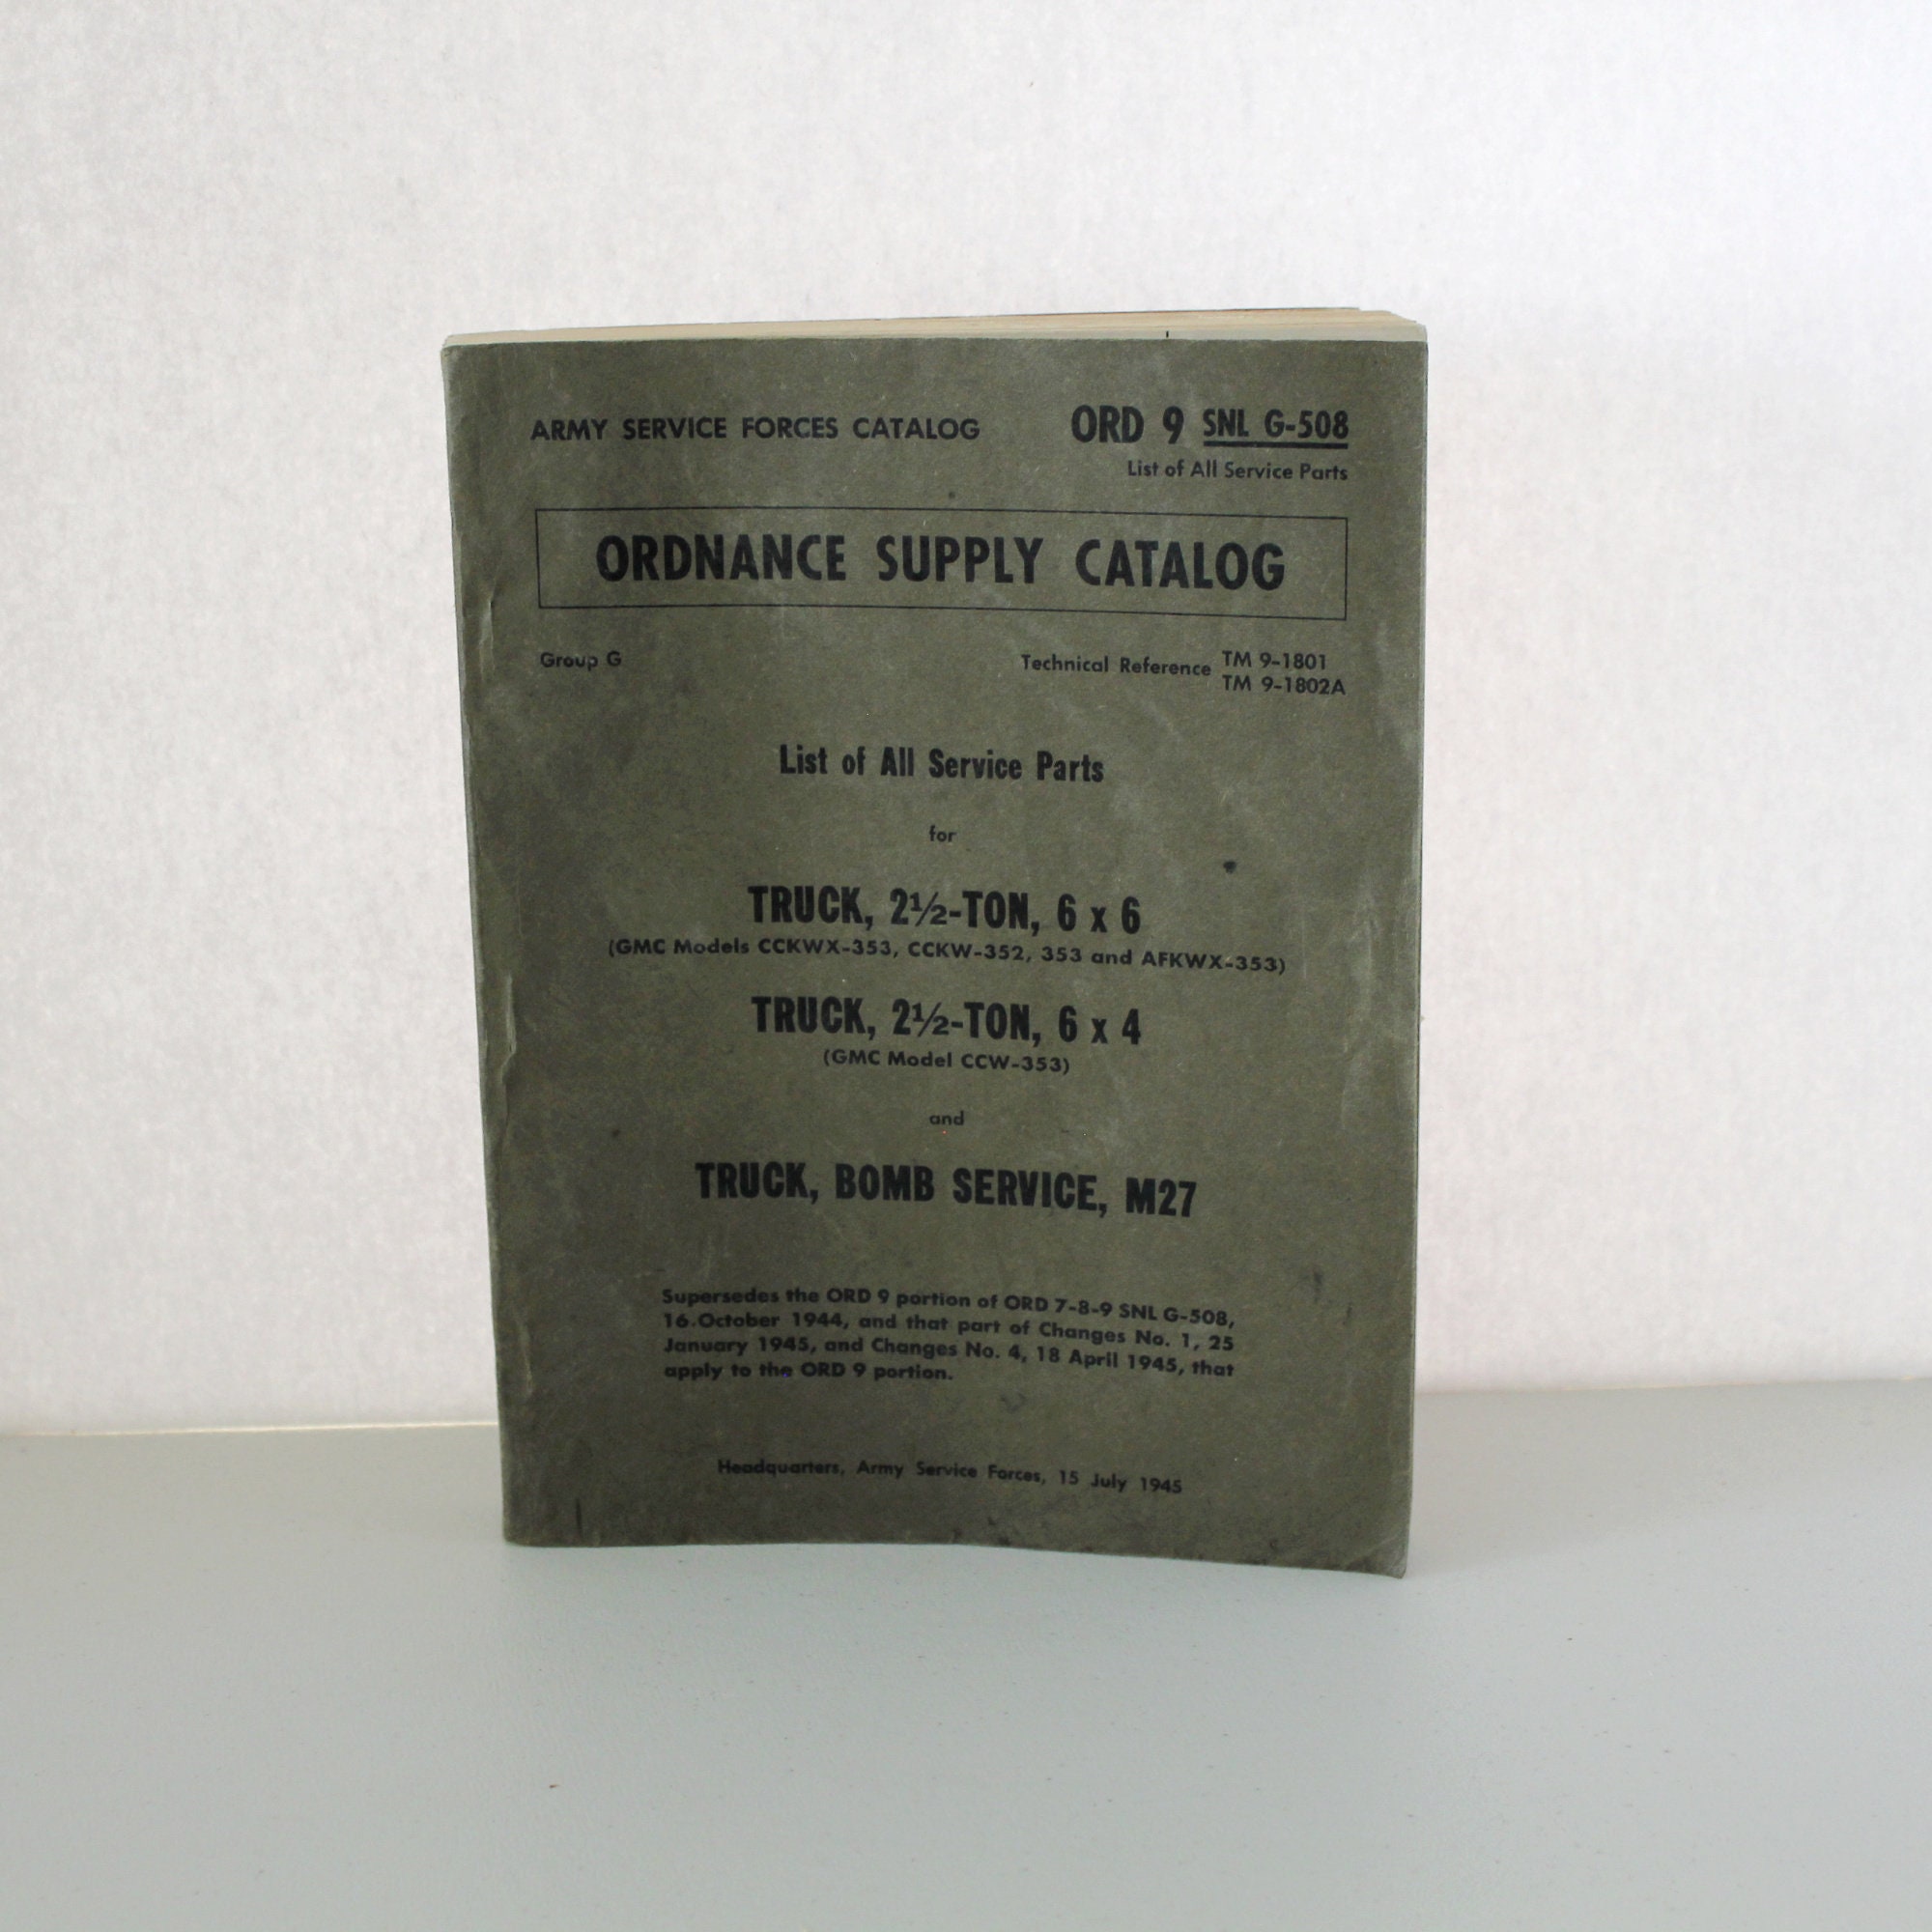 ARMY SERVICE FORCES CATALOG ORD 9 SNL G-508
List of All Service Parts
ORDNANCE SUPPLY CATALOG
Group G Technical Reference TM 9-1801
TM 9-1802A
List of All Service Parts
for
TRUCK, 2½-TON, 6 x 6
(GMC Models CCKWX-353, CCKW-352, 353 and AFKWX-353)
TRUCK, 2½-TON, 6 x 4
(GMC Model CCW-353)
and
TRUCK, BOMB SERVICE, M27
Supersedes the ORD 9 portion of ORD 7-8-9 SNL G-508,
16 October 1944, and that part of Changes No. 1, 25
January 1945, and Changes No. 4, 18 April 1945, that
apply to the ORD 9 portion.
Headquarters, Army Service Forces, 15 July 1945